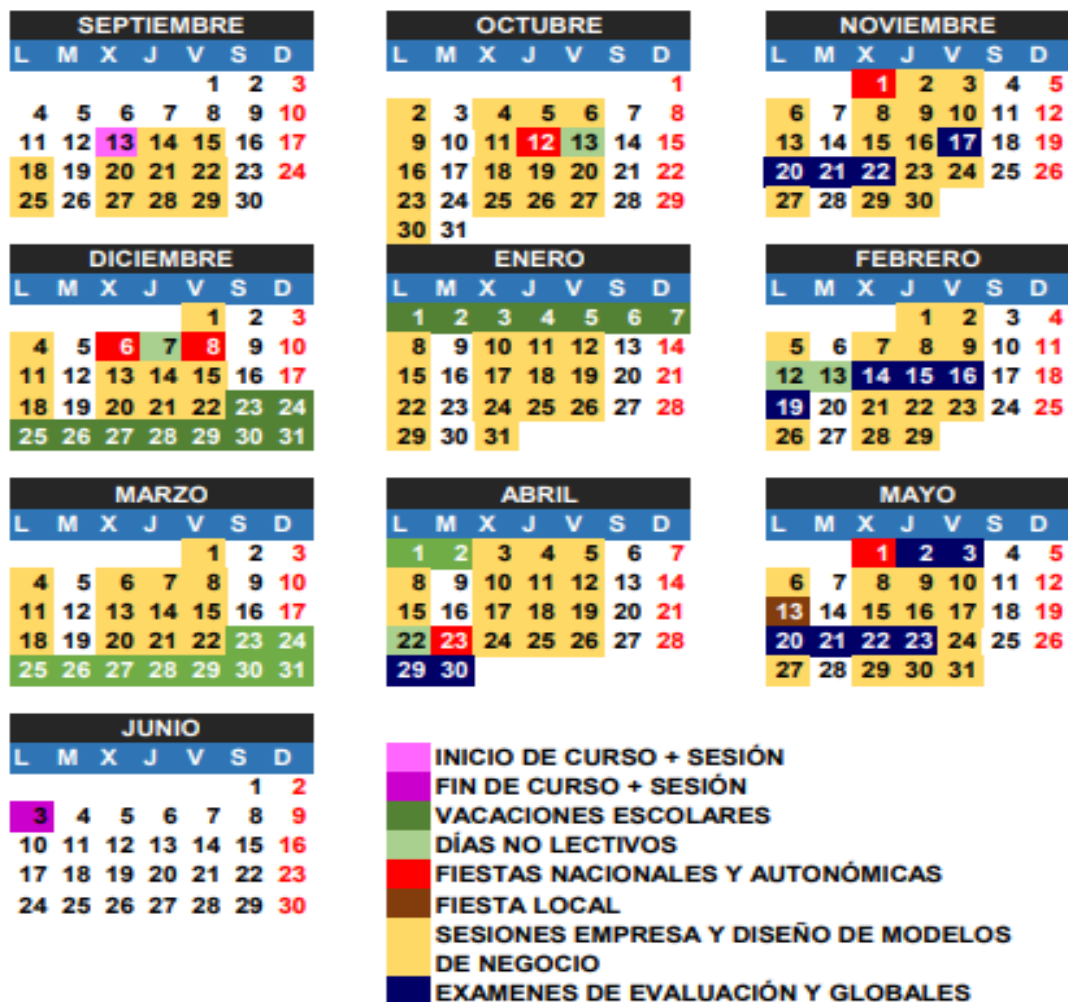 SEPTIEMBRE
L M X J V S D
1 2 3
4 5 6 7 8 9 10
11 12 13 14 15 16 17
18 19 20 21 22 23 24
25 26 27 28 29 30
OCTUBRE
L M X J V S D
1
2 3 4 5 6 7 8
9 10 11 12 13 14 15
16 17 18 19 20 21 22
23 24 25 26 27 28 29
30 31
NOVIEMBRE
L M X J V S D
1 2 3 4 5
6 7 8 9 10 11 12
13 14 15 16 17 18 19
20 21 22 23 24 25 26
27 28 29 30
DICIEMBRE
L M X J V S D
1 2 3
4 5 6 7 8 9 10
11 12 13 14 15 16 17
18 19 20 21 22 23 24
25 26 27 28 29 30 31
ENERO
L M X J V S D
1 2 3 4 5 6 7
8 9 10 11 12 13 14
15 16 17 18 19 20 21
22 23 24 25 26 27 28
29 30 31
FEBRERO
L M X J V S D
1 2 3 4
5 6 7 8 9 10 11
12 13 14 15 16 17 18
19 20 21 22 23 24 25
26 27 28 29
MARZO
L M X J V S D
1 2 3
4 5 6 7 8 9 10
11 12 13 14 15 16 17
18 19 20 21 22 23 24
25 26 27 28 29 30 31
ABRIL
L M X J V S D
1 2 3 4 5 6 7
8 9 10 11 12 13 14
15 16 17 18 19 20 21
22 23 24 25 26 27 28
29 30
MAYO
L M X J V S D
1 2 3 4 5
6 7 8 9 10 11 12
13 14 15 16 17 18 19
20 21 22 23 24 25 26
27 28 29 30 31
JUNIO
L M X J V S D
1 2
3 4 5 6 7 8 9
10 11 12 13 14 15 16
17 18 19 20 21 22 23
24 25 26 27 28 29 30
INICIO DE CURSO + SESIÓN
FIN DE CURSO + SESIÓN
VACACIONES ESCOLARES
DÍAS NO LECTIVOS
FIESTAS NACIONALES Y AUTONÓMICAS
FIESTA LOCAL
SESIONES EMPRESA Y DISEÑO DE MODELOS
DE NEGOCIO
EXAMENES DE EVALUACIÓN Y GLOBALES